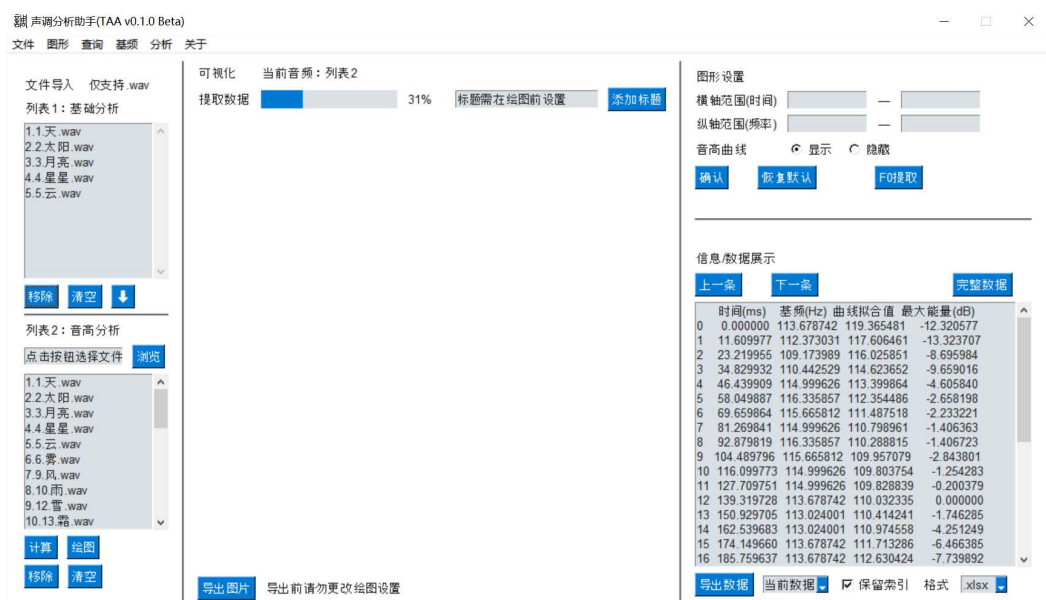 声调分析助手(TAA v0.1.0 Beta)
文件 图形 查询 基频 分析 关于
文件导入 仅支持.wav
列表1：基础分析
1.1.天.wav
2.2.太阳.wav
3.3.月亮.wav
4.4.星星.wav
5.5.云.wav
移除 清空
列表2：音高分析
点击按钮选择文件 浏览
1.1.天.wav
2.2.太阳.wav
3.3.月亮.wav
4.4.星星.wav
5.5.云.wav
6.6.雾.wav
7.9.风.wav
8.10.雨.wav
9.12.雪.wav
10.13.霜.wav
计算 绘图
移除 清空
可视化 当前音频：列表2
提取数据 31% 标题需在绘图前设置 添加标题
导出图片 导出前请勿更改绘图设置
图形设置
横轴范围(时间) —
纵轴范围(频率) —
音高曲线 显示 隐藏
确认 恢复默认 F0提取
信息/数据展示
上一条 下一条 完整数据
时间(ms) 基频(Hz) 曲线拟合值 最大能量(dB)
0 0.000000 113.678742 119.365481 -12.320577
1 11.609977 112.373031 117.606461 -13.323707
2 23.219955 109.173989 116.025851 -8.695984
3 34.829932 110.442529 114.623652 -9.659016
4 46.439909 114.999626 113.399864 -4.605840
5 58.049887 116.335857 112.354486 -2.658198
6 69.659864 115.665812 111.487518 -2.233221
7 81.269841 114.999626 110.798961 -1.406363
8 92.879819 116.335857 110.288815 -1.406723
9 104.489796 115.665812 109.957079 -2.843801
10 116.099773 114.999626 109.803754 -1.254283
11 127.709751 114.999626 109.828839 -0.200379
12 139.319728 113.678742 110.032335 0.000000
13 150.929705 113.024001 110.414241 -1.746285
14 162.539683 113.024001 110.974558 -4.251249
15 174.149660 113.678742 111.713286 -6.466385
16 185.759637 113.678742 112.630424 -7.739892
导出数据 当前数据 保留索引 格式 .xlsx